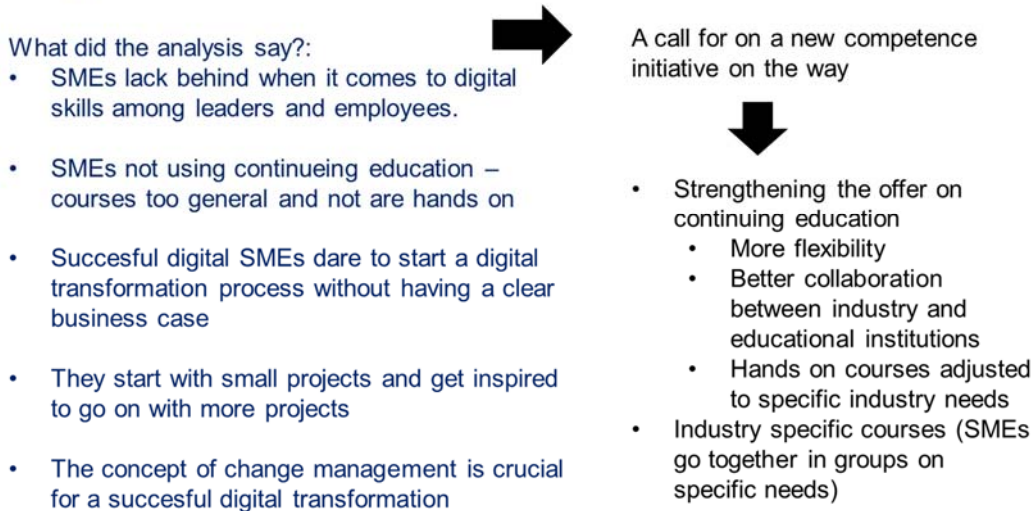 What did the analysis say?:
• SMEs lack behind when it comes to digital
skills among leaders and employees.
• SMEs not using continueing education –
courses too general and not are hands on
• Succesful digital SMEs dare to start a digital
transformation process without having a clear
business case
• They start with small projects and get inspired
to go on with more projects
• The concept of change management is crucial
for a succesful digital transformation
A call for on a new competence
initiative on the way
• Strengthening the offer on
continuing education
• More flexibility
• Better collaboration
between industry and
educational institutions
• Hands on courses adjusted
to specific industry needs
• Industry specific courses (SMEs
go together in groups on
specific needs)